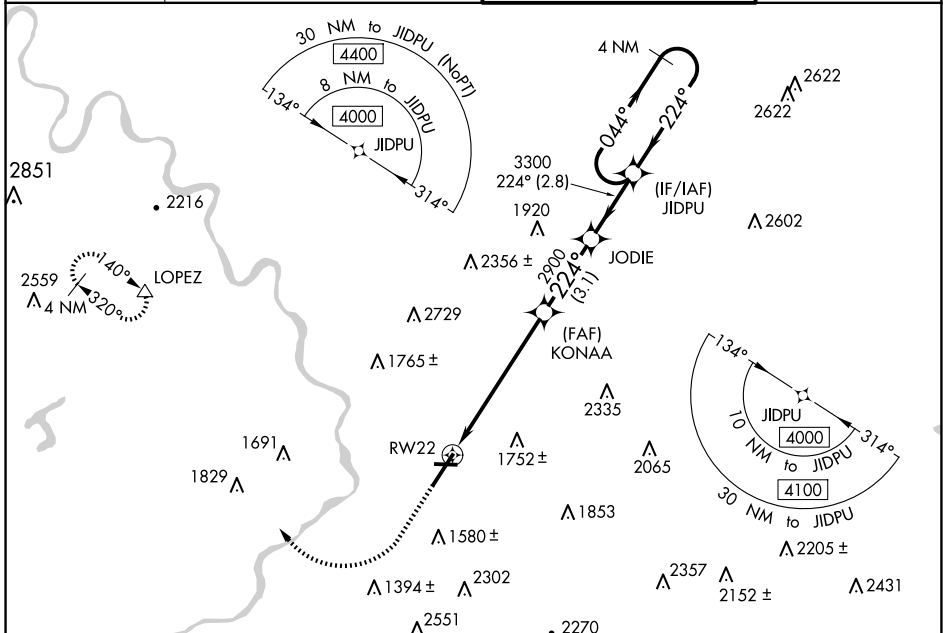 30 NM to JIDPU (NoPT)
4400
8 NM to JIDPU
4000
134°
JIDPU
314°
4 NM
044°
224°
2622
2622
3300
224° (2.8)
(IF/IAF)
JIDPU
2851
2216
1920
2602
JODIE
2356 ±
2900
224°
(3.1)
140°
LOPEZ
2559
4 NM
320°
2729
(FAF)
KONAA
1765 ±
2335
134°
JIDPU
4000
314°
10 NM to JIDPU
4100
30 NM to JIDPU
RW22
1691
1752 ±
2065
1829
1853
1580 ±
2205 ±
1394 ±
2302
2357
2152 ±
2431
2551
2270